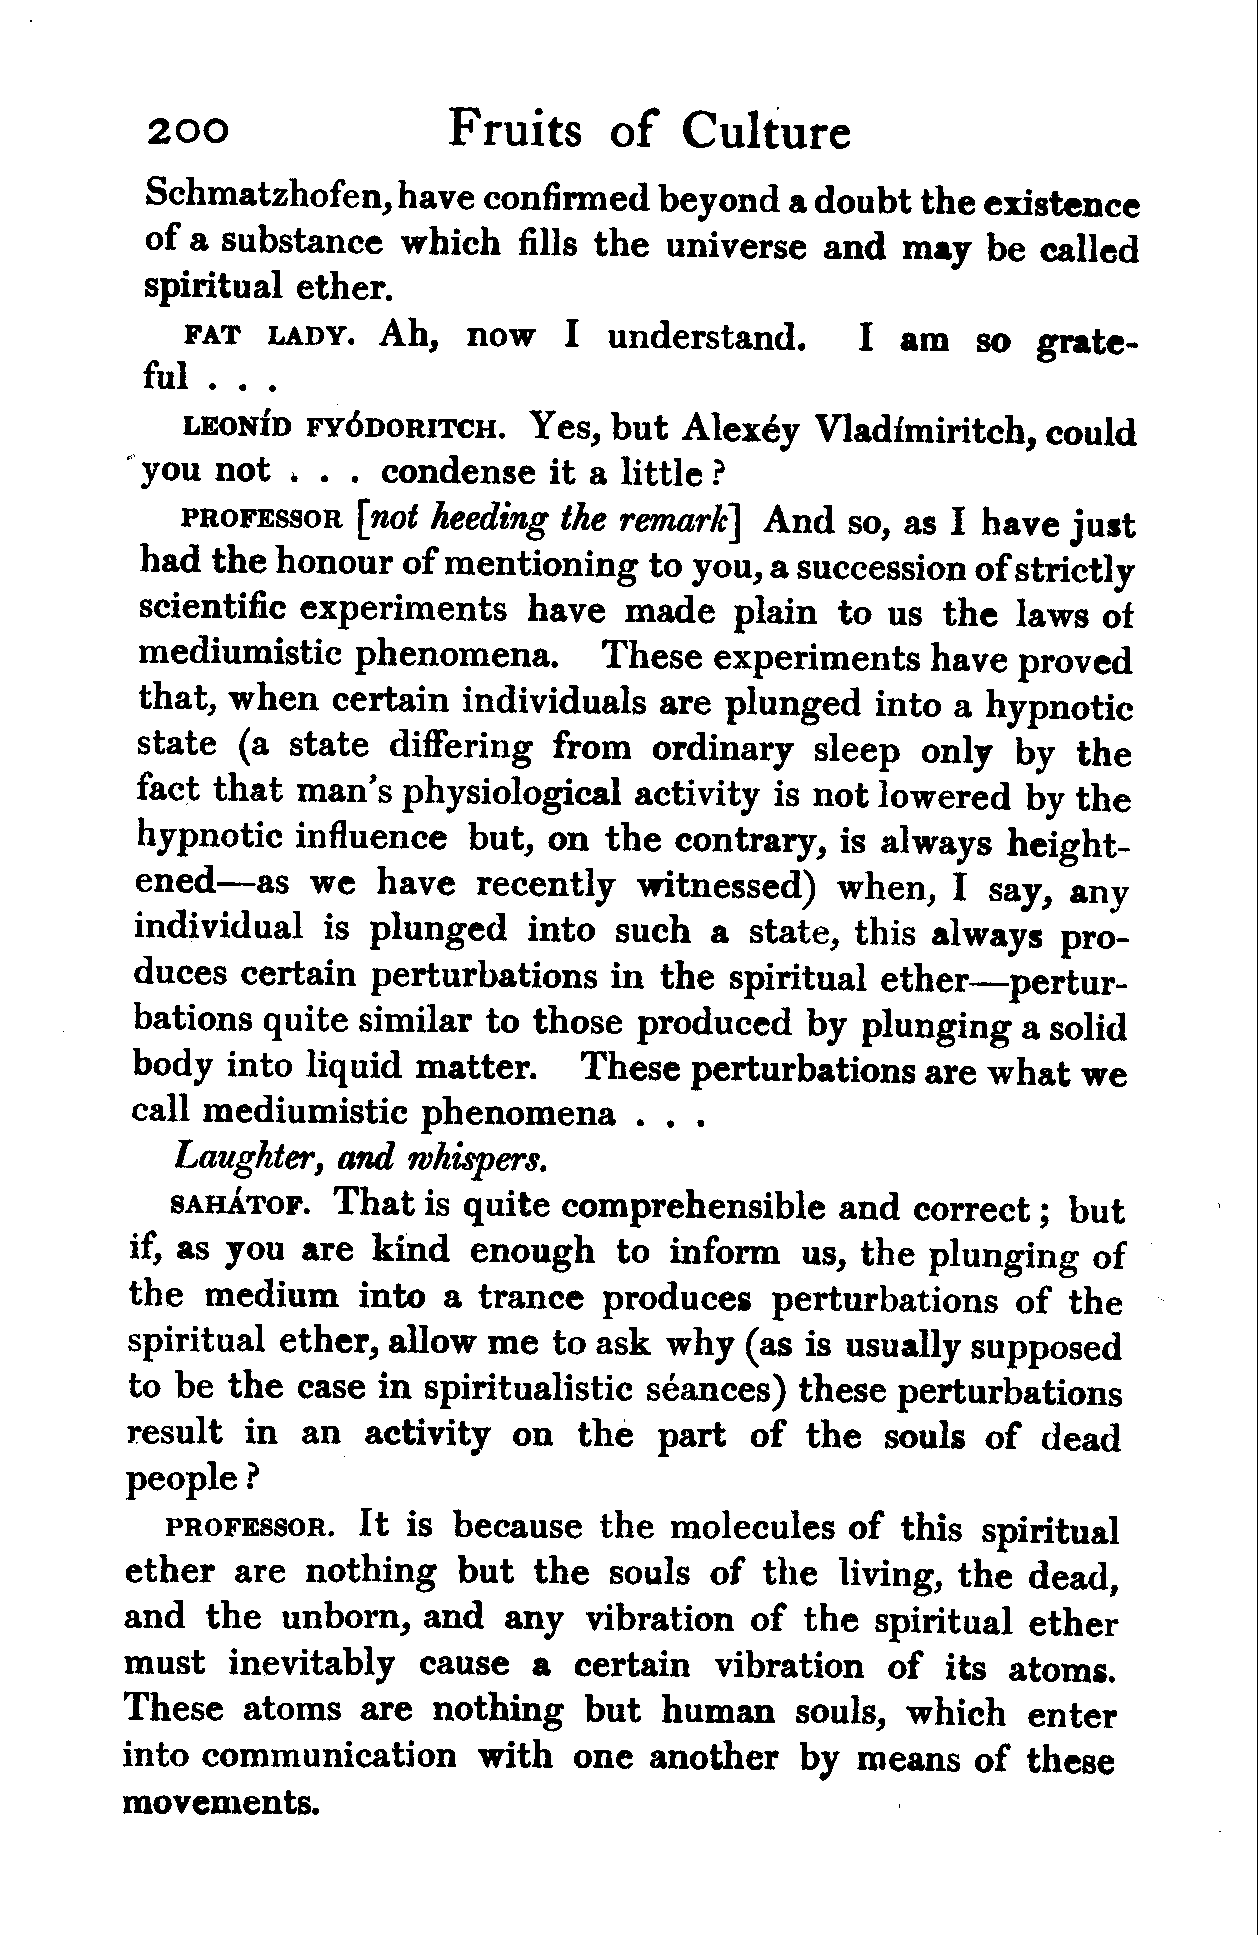 200 Fruits of Culture
Schmatzhofen, have confirmed beyond a doubt the existence
of a substance which fills the universe and may be called
spiritual ether.
FAT LADY. Ah, now I understand. I am so grate-
ful . . .
LEONÍD FYÓDORITCH. Yes, but Alexéy Vladímiritch, could
you not . . . condense it a little?
PROFESSOR [not heeding the remark] And so, as I have just
had the honour of mentioning to you, a succession of strictly
scientific experiments have made plain to us the laws of
mediumistic phenomena. These experiments have proved
that, when certain individuals are plunged into a hypnotic
state (a state differing from ordinary sleep only by the
fact that man's physiological activity is not lowered by the
hypnotic influence but, on the contrary, is always height-
ened—as we have recently witnessed) when, I say, any
individual is plunged into such a state, this always pro-
duces certain perturbations in the spiritual ether—pertur-
bations quite similar to those produced by plunging a solid
body into liquid matter. These perturbations are what we
call mediumistic phenomena . . .
Laughter, and whispers.
SAHÁTOF. That is quite comprehensible and correct; but
if, as you are kind enough to inform us, the plunging of
the medium into a trance produces perturbations of the
spiritual ether, allow me to ask why (as is usually supposed
to be the case in spiritualistic séances) these perturbations
result in an activity on the part of the souls of dead
people?
PROFESSOR. It is because the molecules of this spiritual
ether are nothing but the souls of the living, the dead,
and the unborn, and any vibration of the spiritual ether
must inevitably cause a certain vibration of its atoms.
These atoms are nothing but human souls, which enter
into communication with one another by means of these
movements.